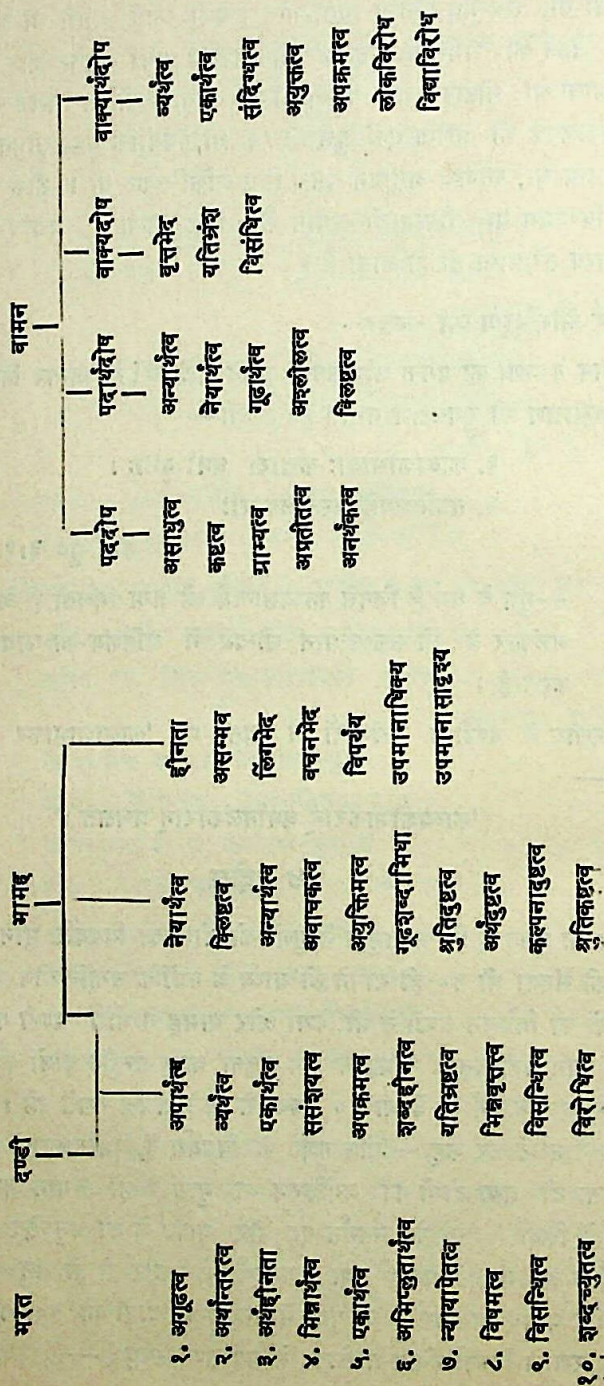 भरत दण्डी भामह वामन
पददोष पदार्थदोष वाक्यदोष वाक्यार्थदोष
१. अगूढत्व अपार्थत्व नेयार्थत्व हीनता असाधुत्व अन्यार्थत्व वृत्तभेद व्यर्थत्व
२. अर्थान्तरत्व व्यर्थत्व क्लिष्टत्व असम्भव कष्टत्व नेयार्थत्व यतिभ्रंश एकार्थत्व
३. अर्थहीनता एकार्थत्व अन्यार्थत्व लिंगभेद ग्राम्यत्व गूढार्थत्व विसंधित्व संदिग्धत्व
४. भिन्नार्थत्व ससंशयत्व अवाचकत्व वचनभेद अप्रतीतत्व अश्लीलत्व अयुक्तत्व
५. एकार्थत्व अपक्रमत्व अयुक्तिमत्व विपर्यय अनर्थकत्व क्लिष्टत्व अपक्रमत्व
६. अभिप्लुतार्थत्व शब्दहीनत्व गूढशब्दाभिधा उपमानाधिक्य लोकविरोध
७. न्यायापेतत्व यतिभ्रष्टत्व श्रुतिदुष्टत्व उपमानासादृश्य विद्याविरोध
८. विषमत्व भिन्नवृत्तत्त्व अर्थदुष्टत्व
९. विसन्धित्व विसन्धित्व कल्पनादुष्टत्व
१०. शब्दच्युतत्व विरोधित्व श्रुतिकष्टत्व